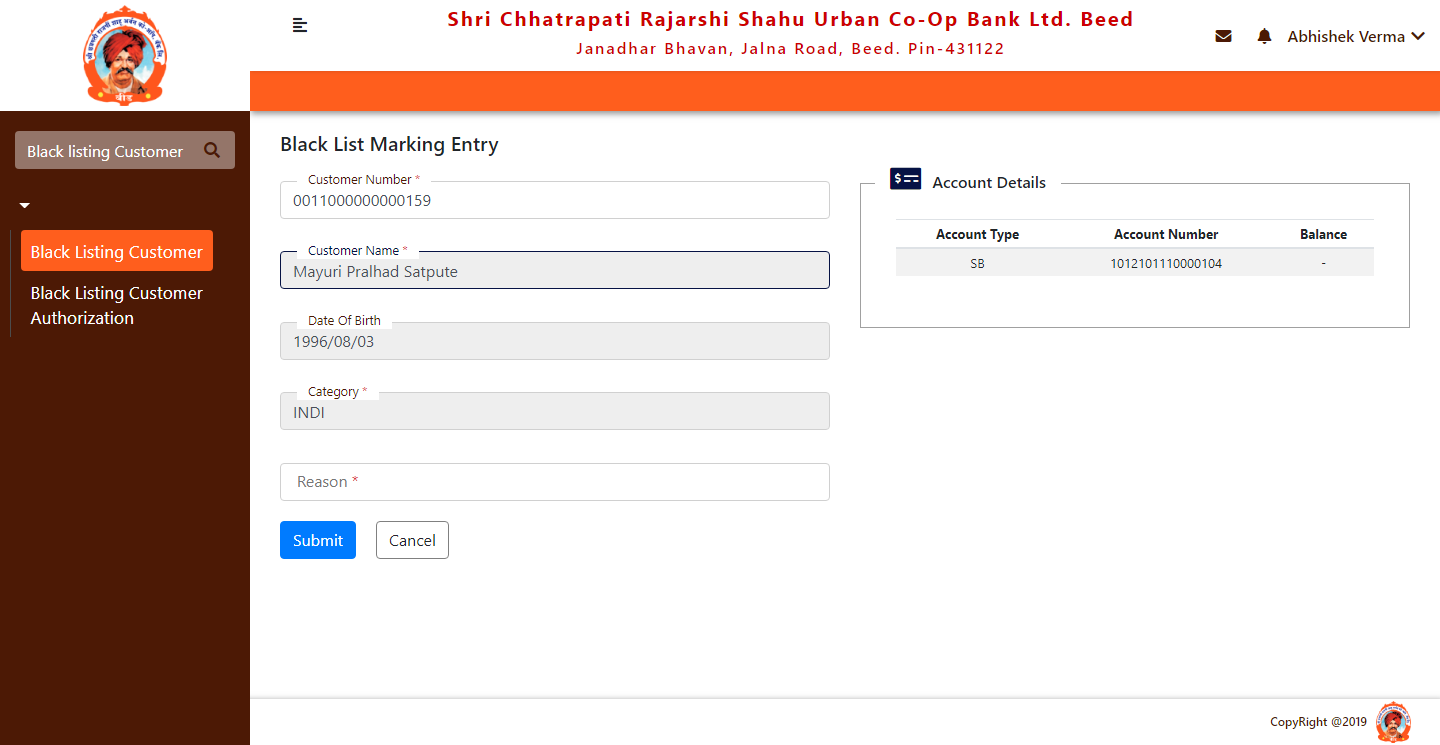 Shri Chhatrapati Rajarshi Shahu Urban Co-Op Bank Ltd. Beed
Janadhar Bhavan, Jalna Road, Beed. Pin-431122
Abhishek Verma
बीड
Black listing Customer
Black Listing Customer
Black Listing Customer
Authorization
Black List Marking Entry
Customer Number *
0011000000000159
Customer Name *
Mayuri Pralhad Satpute
Date Of Birth
1996/08/03
Category *
INDI
Reason *
Submit
Cancel
Account Details
Account Type Account Number Balance
SB 1012101110000104 -
CopyRight @2019